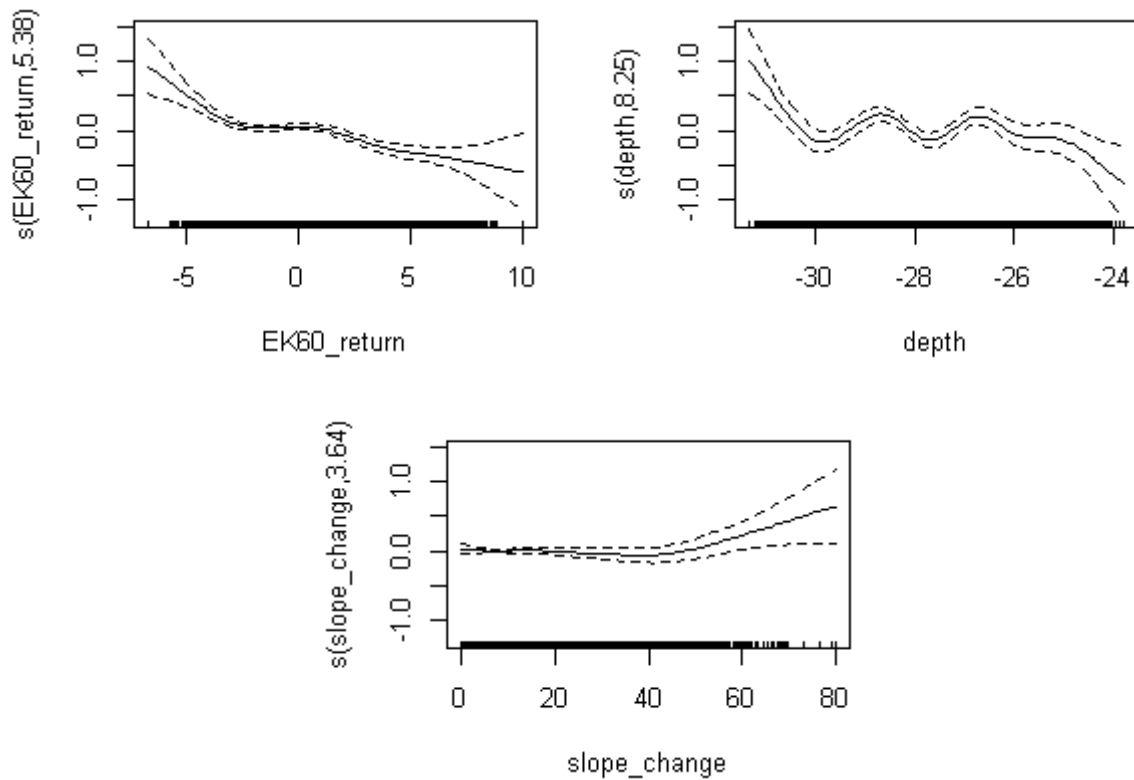 s(EK60_return,5.38)
1.0
0.0
-1.0
-5 0 5 10
EK60_return
s(depth,8.25)
1.0
0.0
-1.0
-30 -28 -26 -24
depth
s(slope_change,3.64)
1.0
0.0
-1.0
0 20 40 60 80
slope_change